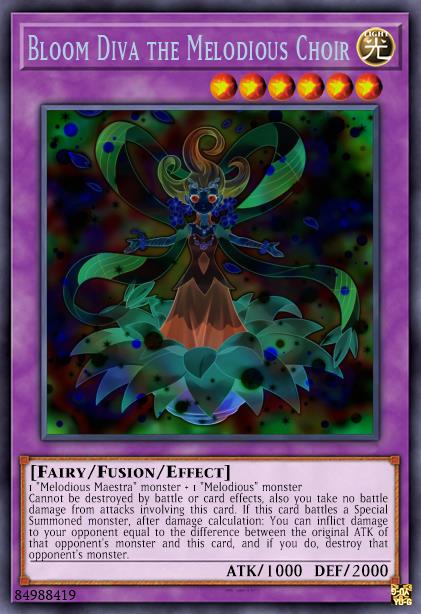 Bloom Diva the Melodious Choir
LIGHT
光
[Fairy/Fusion/Effect]
1 "Melodious Maestra" monster + 1 "Melodious" monster
Cannot be destroyed by battle or card effects, also you take no battle
damage from attacks involving this card. If this card battles a Special
Summoned monster, after damage calculation: You can inflict damage
to your opponent equal to the difference between the original ATK of
that opponent's monster and this card, and if you do, destroy that
opponent's monster.
ATK/1000 DEF/2000
84988419